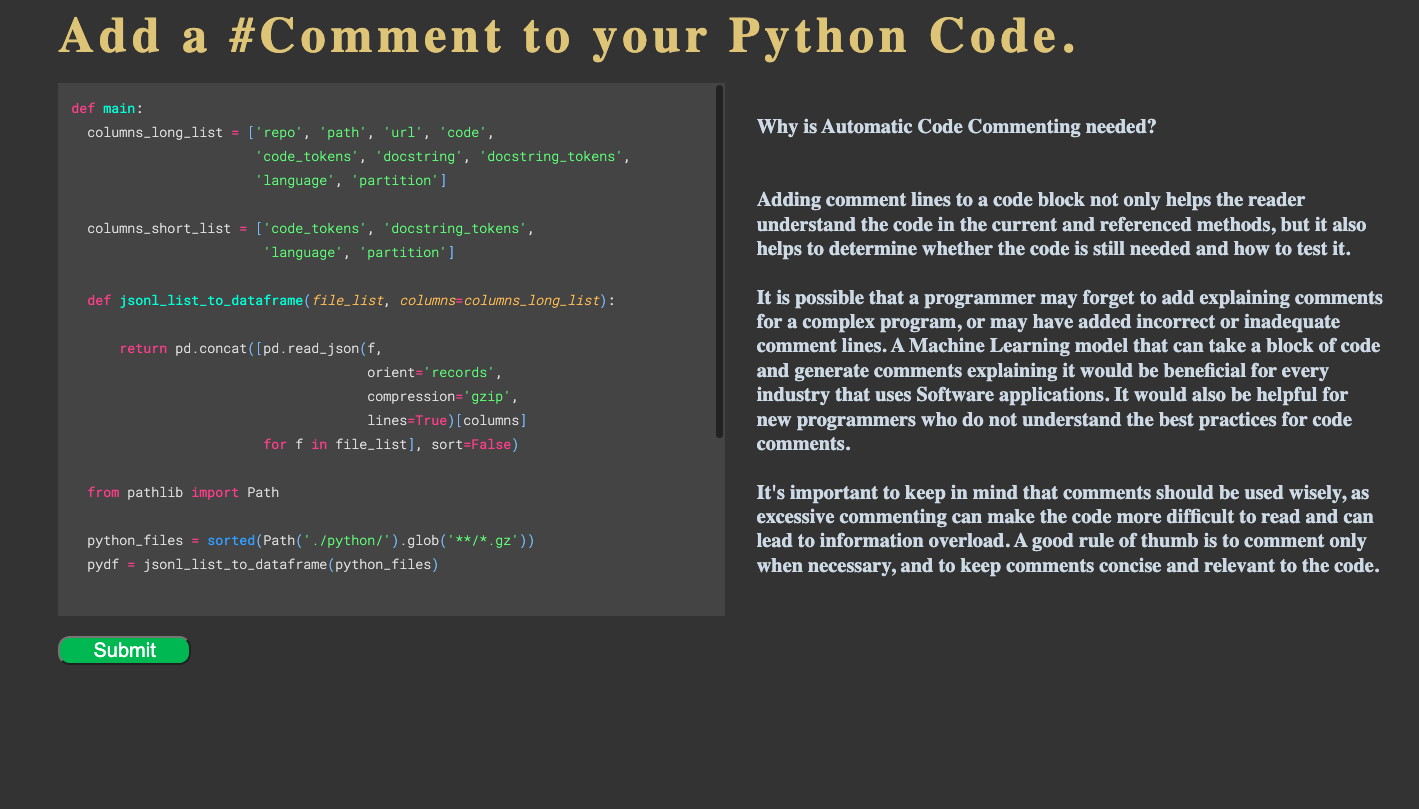 Add a #Comment to your Python Code.
def main:
  columns_long_list = ['repo', 'path', 'url', 'code',
                       'code_tokens', 'docstring', 'docstring_tokens',
                       'language', 'partition']
  columns_short_list = ['code_tokens', 'docstring_tokens',
                        'language', 'partition']
  def jsonl_list_to_dataframe(file_list, columns=columns_long_list):
      return pd.concat([pd.read_json(f,
                                     orient='records',
                                     compression='gzip',
                                     lines=True)[columns]
                        for f in file_list], sort=False)
  from pathlib import Path
  python_files = sorted(Path('./python/').glob('**/*.gz'))
  pydf = jsonl_list_to_dataframe(python_files)
Submit
Why is Automatic Code Commenting needed?
Adding comment lines to a code block not only helps the reader
understand the code in the current and referenced methods, but it also
helps to determine whether the code is still needed and how to test it.
It is possible that a programmer may forget to add explaining comments
for a complex program, or may have added incorrect or inadequate
comment lines. A Machine Learning model that can take a block of code
and generate comments explaining it would be beneficial for every
industry that uses Software applications. It would also be helpful for
new programmers who do not understand the best practices for code
comments.
It's important to keep in mind that comments should be used wisely, as
excessive commenting can make the code more difficult to read and can
lead to information overload. A good rule of thumb is to comment only
when necessary, and to keep comments concise and relevant to the code.